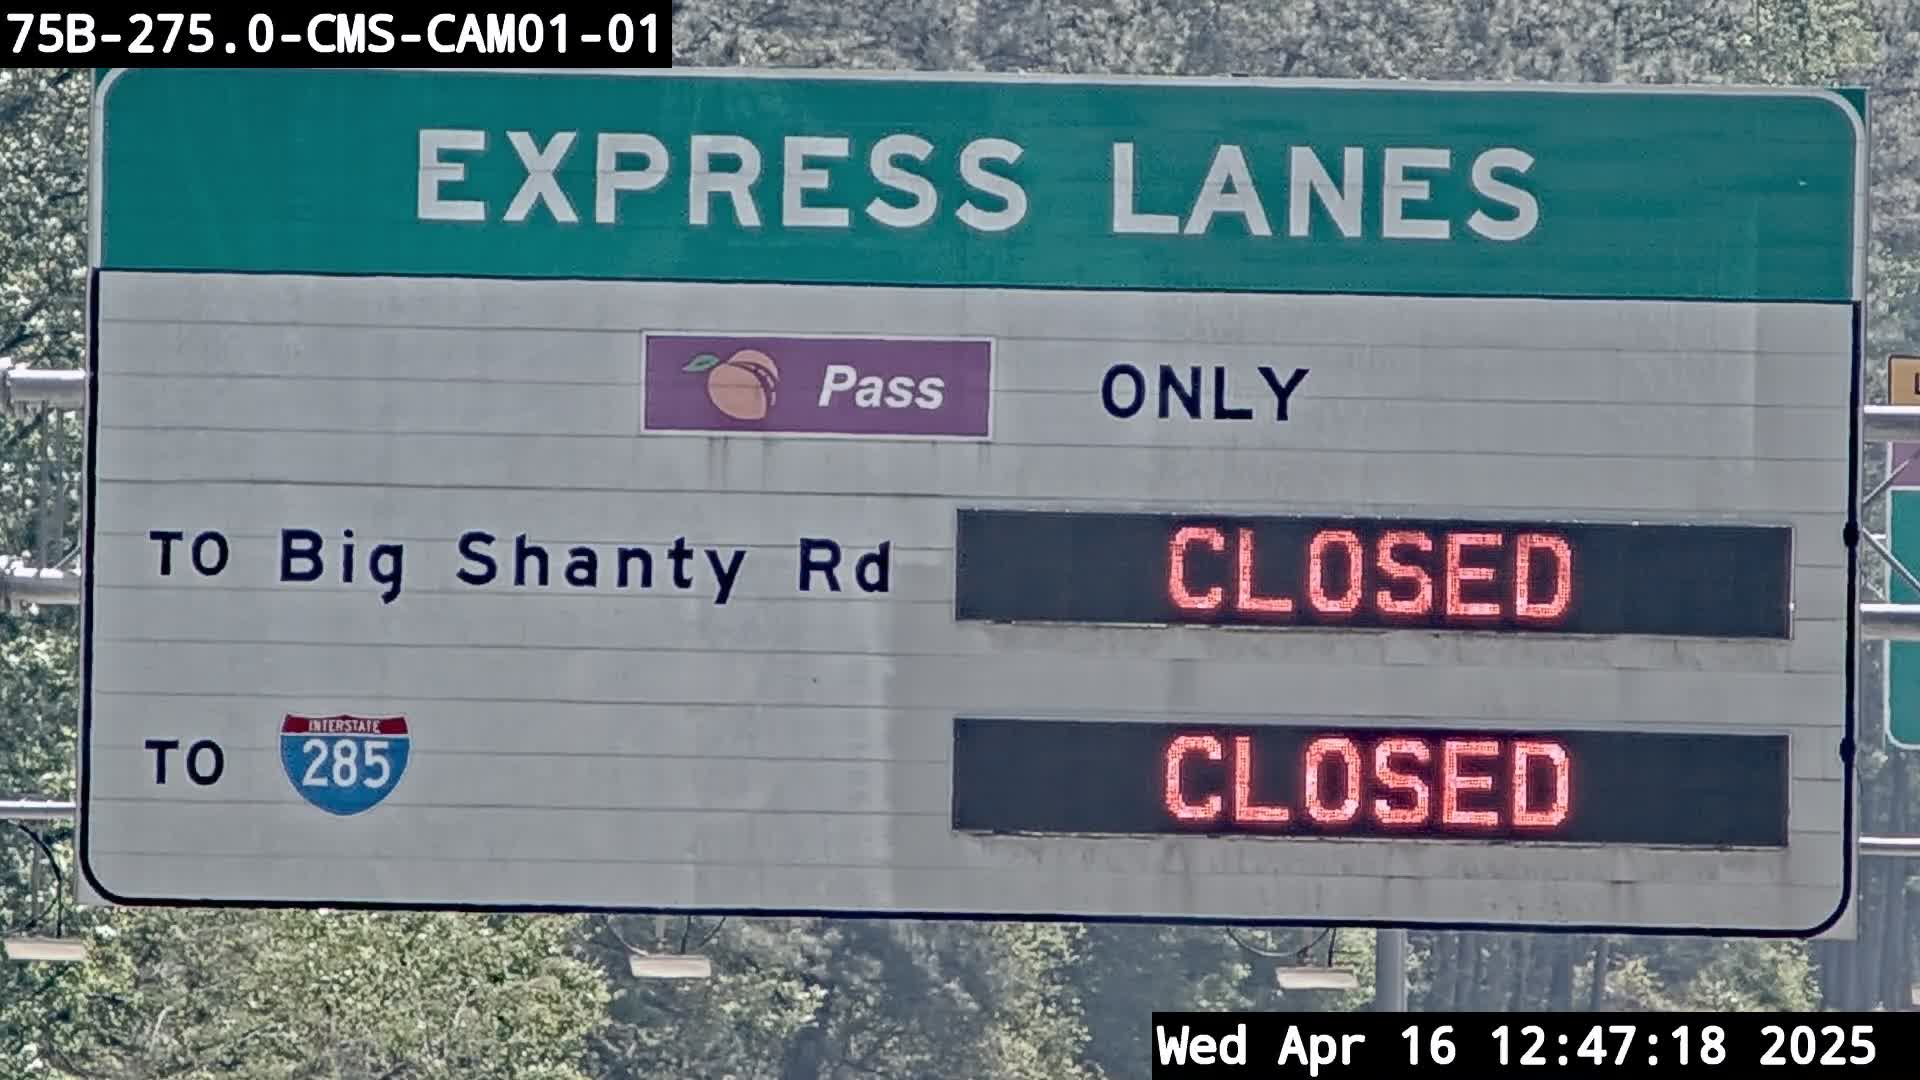 75B-275.0-CMS-CAM01-01
EXPRESS LANES
Pass ONLY
TO Big Shanty Rd CLOSED
INTERSTATE
TO 285 CLOSED
Wed Apr 16 12:47:18 2025